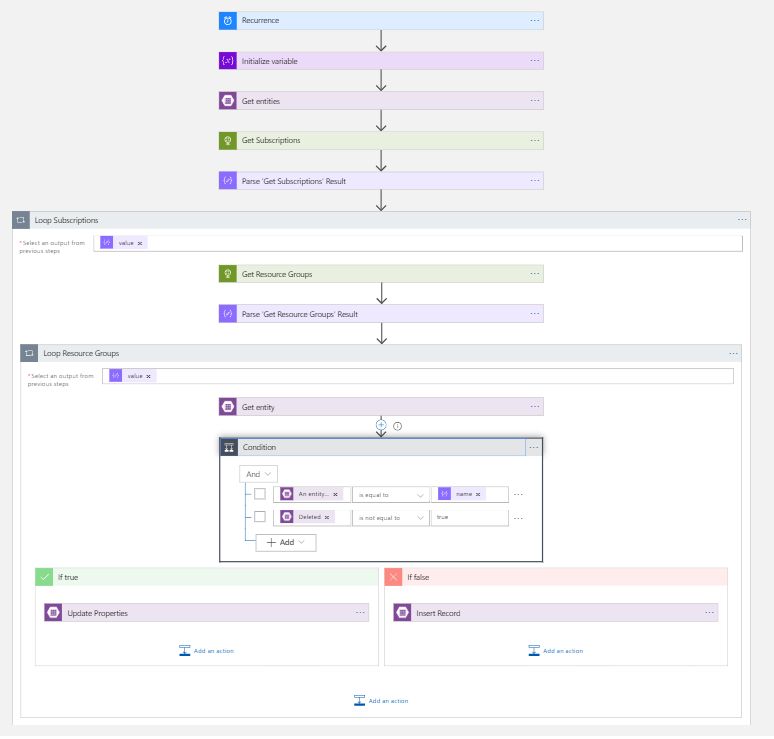 Recurrence
Initialize variable
Get entities
Get Subscriptions
Parse 'Get Subscriptions' Result
Loop Subscriptions
*Select an output from
previous steps
value x
Get Resource Groups
Parse 'Get Resource Groups' Result
Loop Resource Groups
*Select an output from
previous steps
value x
Get entity
Condition
And
An entity... x is equal to name x
Deleted x is not equal to true
+ Add
If true
If false
Update Properties
Insert Record
Add an action
Add an action
Add an action